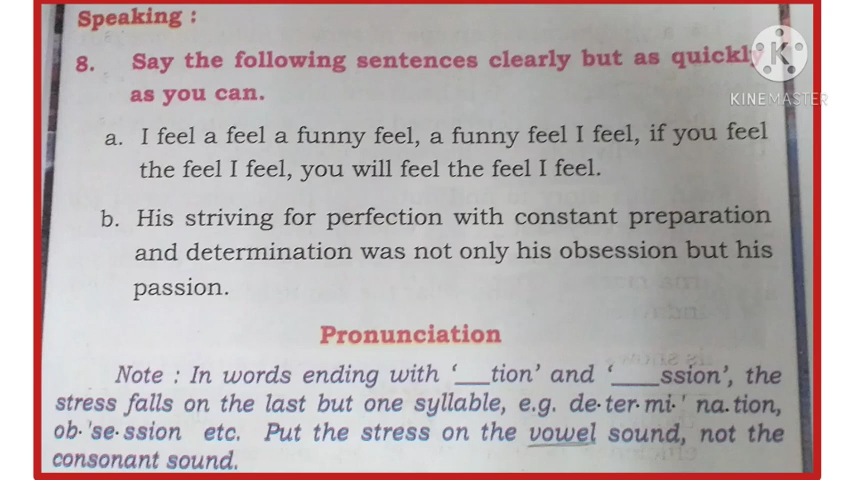 Speaking :
8. Say the following sentences clearly but as quickly
as you can.
KINEMASTER
a. I feel a feel a funny feel, a funny feel I feel, if you feel
the feel I feel, you will feel the feel I feel.
b. His striving for perfection with constant preparation
and determination was not only his obsession but his
passion.
Pronunciation
Note : In words ending with ‘__tion’ and ‘___ssion’, the
stress falls on the last but one syllable, e.g. de·ter·mi·ˈ na.tion,
ob·ˈse·ssion etc. Put the stress on the vowel sound, not the
consonant sound.